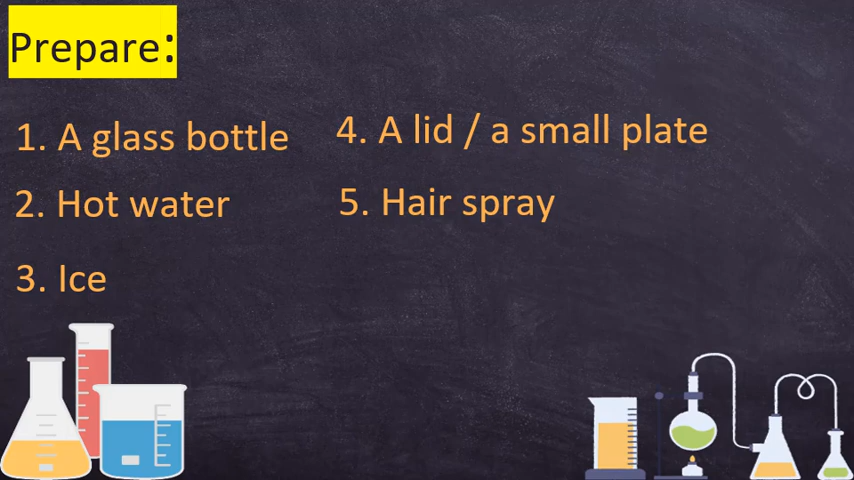 Prepare:
1. A glass bottle
2. Hot water
3. Ice
4. A lid / a small plate
5. Hair spray